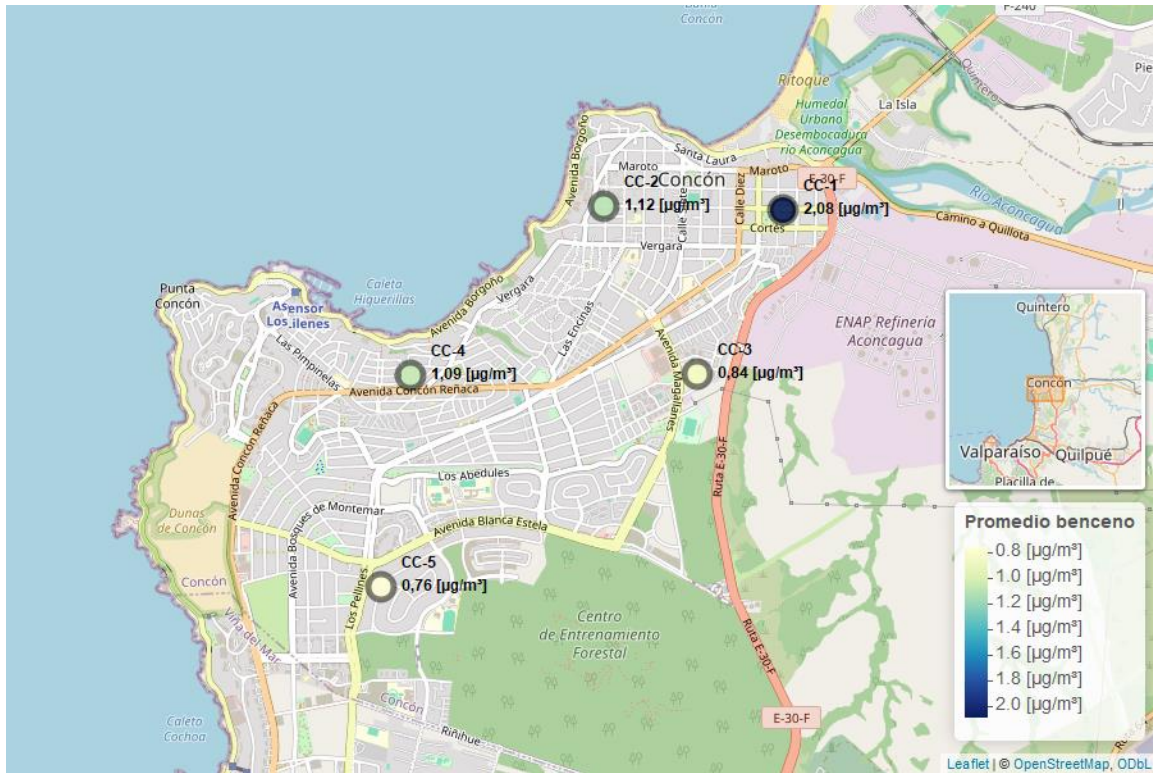 Bahía
Concón
F-240
Quintero
Pie
Ritoque
La Isla
Humedal
Urbano
Desembocadura
río Aconcagua
Avenida Borgoño
Santa Laura
Maroto
Concón
Maroto
E-30-F
CC-2
1,12 [µg/m³]
CC-1
2,08 [µg/m³]
Calle Diez
Cortés
Río Aconcagua
Camino a Quillota
Vergara
Caleta
Higuerillas
Avenida Borgoño
Vergara
Las Encinas
Punta
Concón
Las Pimpinelas
CC-4
1,09 [µg/m³]
Avenida Concón Reñaca
CC-3
0,84 [µg/m³]
Avenida Magallanes
ENAP Refinería
Aconcagua
Ruta E-30-F
Avenida Concón Reñaca
Los Abedules
Dunas
de Concón
Avenida Bosques de Montemar
Avenida Blanca Estela
CC-5
0,76 [µg/m³]
Los Pellines
Concón
Viña del Mar
Centro
de Entrenamiento
Forestal
Ruta E-30-F
Concón
Riñihue
E-30-F
Caleta
Cochoa
Quintero
Concón
Valparaíso
Quilpué
Placilla de
Promedio benceno
0.8 [µg/m³]
1.0 [µg/m³]
1.2 [µg/m³]
1.4 [µg/m³]
1.6 [µg/m³]
1.8 [µg/m³]
2.0 [µg/m³]
Leaflet | © OpenStreetMap, ODbL